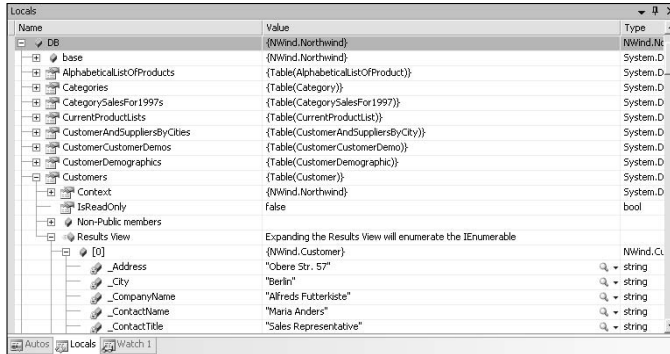 Locals
Name Value Type
DB {NWind.Northwind} NWind.No
base {NWind.Northwind} System.D
AlphabeticalListOfProducts {Table(AlphabeticalListOfProduct)} System.D
Categories {Table(Category)} System.D
CategorySalesFor1997s {Table(CategorySalesFor1997)} System.D
CurrentProductLists {Table(CurrentProductList)} System.D
CustomerAndSuppliersByCities {Table(CustomerAndSuppliersByCity)} System.D
CustomerCustomerDemos {Table(CustomerCustomerDemo)} System.D
CustomerDemographics {Table(CustomerDemographic)} System.D
Customers {Table(Customer)} System.D
Context {NWind.Northwind} System.D
IsReadOnly false bool
Non-Public members
Results View Expanding the Results View will enumerate the IEnumerable
[0] {NWind.Customer} NWind.Cu
_Address "Obere Str. 57" string
_City "Berlin" string
_CompanyName "Alfreds Futterkiste" string
_ContactName "Maria Anders" string
_ContactTitle "Sales Representative" string
Autos Locals Watch 1